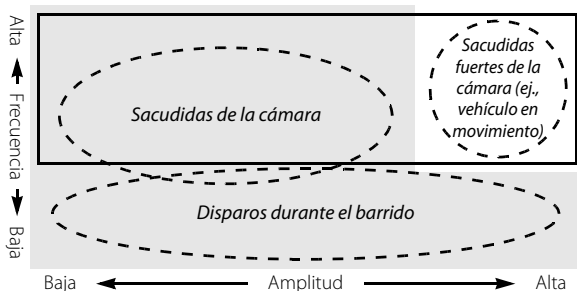 Alta
Frecuencia
Baja
Sacudidas de la cámara
Sacudidas
fuertes de la
cámara (ej.,
vehículo en
movimiento)
Disparos durante el barrido
Baja
Amplitud
Alta